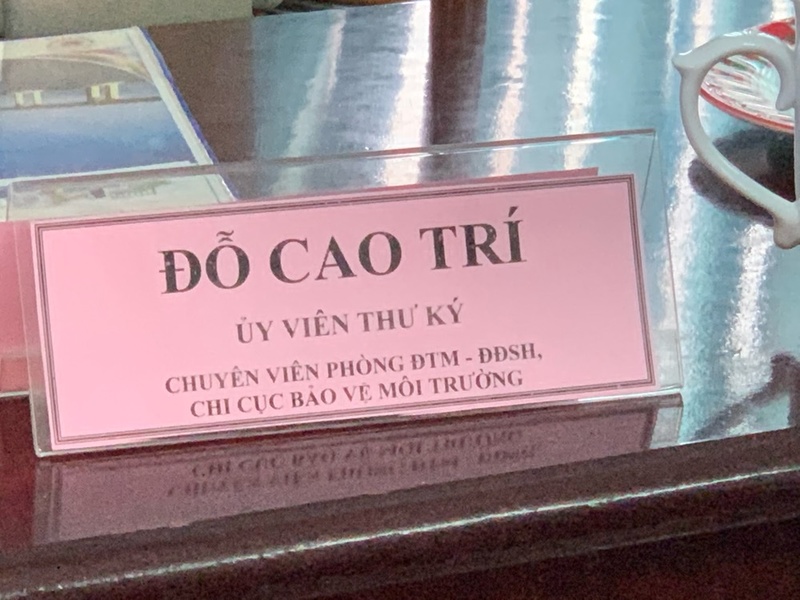 ĐỖ CAO TRÍ
ỦY VIÊN THƯ KÝ
CHUYÊN VIÊN PHÒNG ĐTM - ĐDSH,
CHI CỤC BẢO VỆ MÔI TRƯỜNG